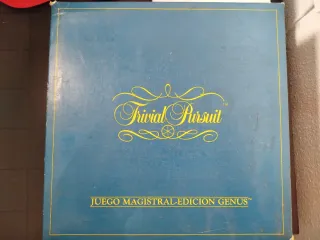 Trivial Pursuit
JUEGO MAGISTRAL-EDICION GENUS™